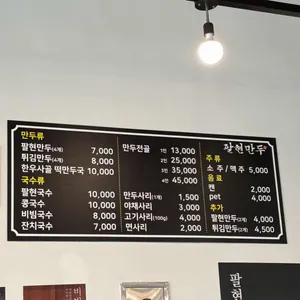 팔현만두
만두류
팔현만두(4개) 7,000
튀김만두(4개) 8,000
한우사골 떡만둣국 10,000
국수류
팔현국수 10,000
콩국수 10,000
비빔국수 8,000
잔치국수 7,000
만두전골 1인 13,000
2인 25,000
3인 35,000
4인 45,000
만두사리(1개) 1,500
야채사리 3,000
고기사리(100g) 4,000
면사리 2,000
주류
소주/맥주 5,000
음료
캔 2,000
pet 4,000
추가
팔현만두(2개) 4,000
튀김만두(2개) 4,500
팔현